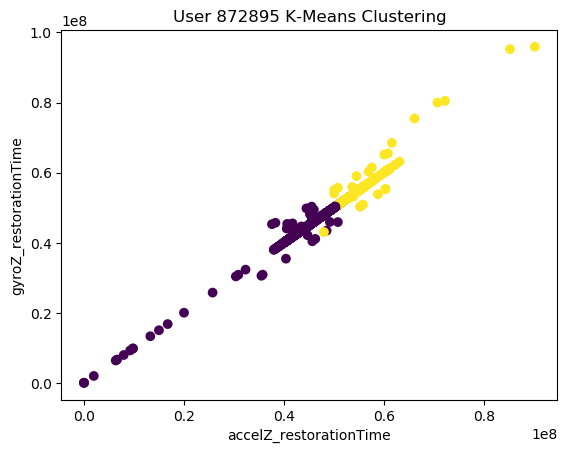 User 872895 K-Means Clustering
1e8
1.0
0.8
0.6
0.4
0.2
0.0
gyroZ_restorationTime
0.0 0.2 0.4 0.6 0.8
1e8
accelZ_restorationTime